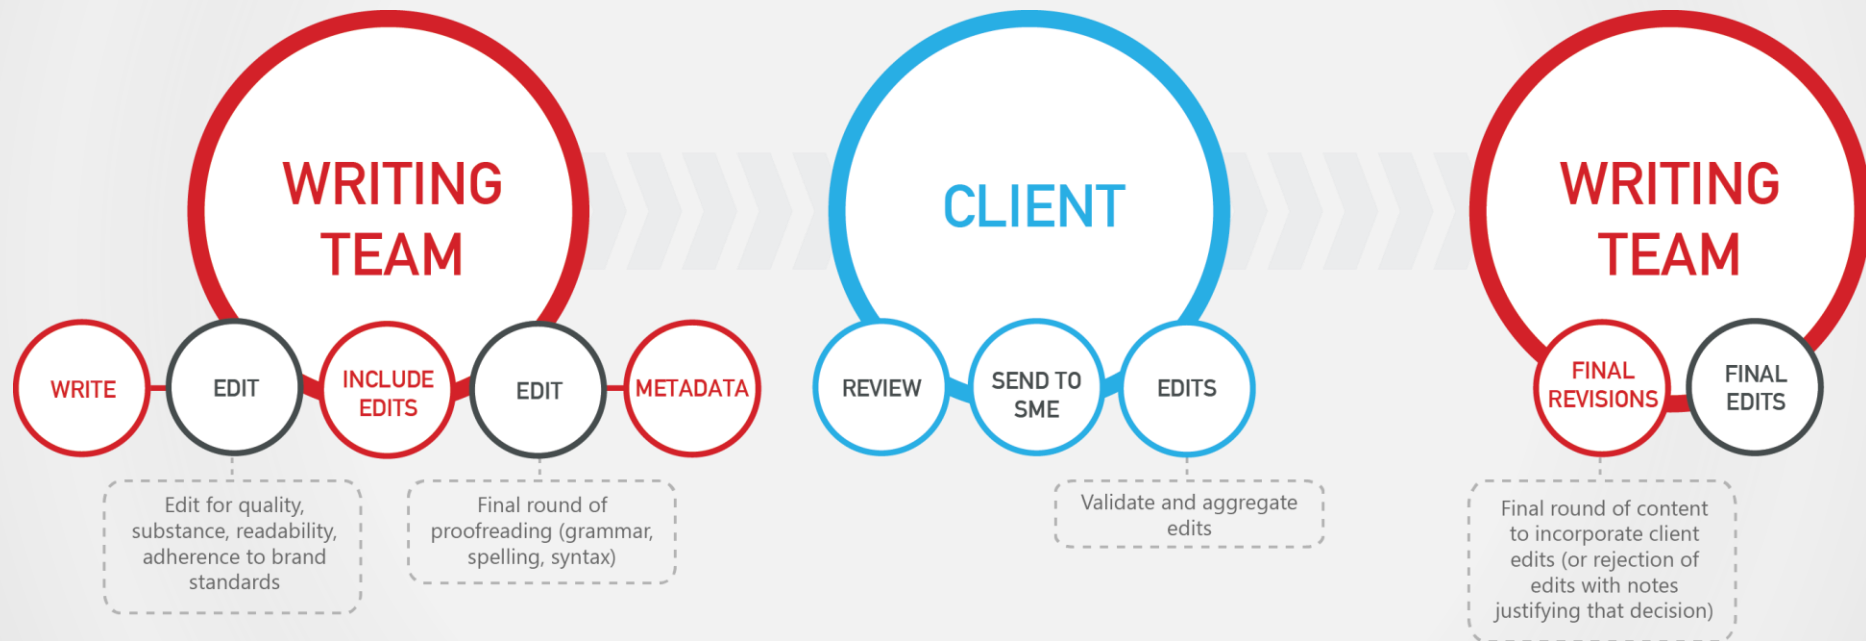 WRITING
TEAM
WRITE
EDIT
INCLUDE
EDITS
EDIT
METADATA
Edit for quality,
substance, readability,
adherence to brand
standards
Final round of
proofreading (grammar,
spelling, syntax)
CLIENT
REVIEW
SEND TO
SME
EDITS
Validate and aggregate
edits
WRITING
TEAM
FINAL
REVISIONS
FINAL
EDITS
Final round of content
to incorporate client
edits (or rejection of
edits with notes
justifying that decision)